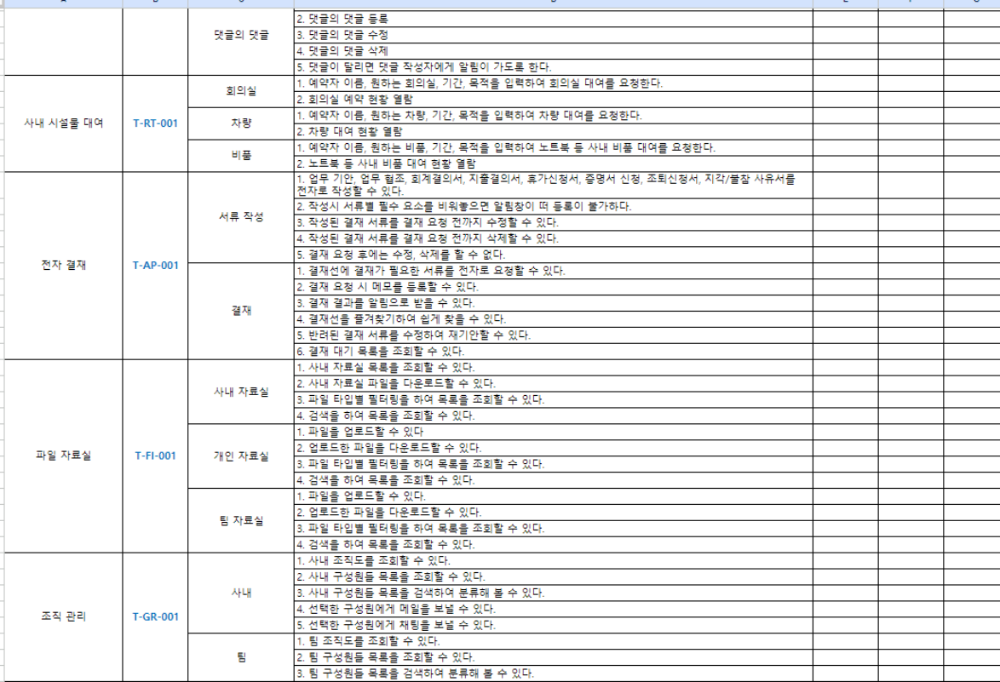 2. 댓글의 댓글 등록
댓글의 댓글
3. 댓글의 댓글 수정
4. 댓글의 댓글 삭제
5. 댓글이 달리면 댓글 작성자에게 알림이 가도록 한다.
사내 시설물 대여
T-RT-001
회의실
1. 예약자 이름, 원하는 회의실, 기간, 목적을 입력하여 회의실 대여를 요청한다.
2. 회의실 예약 현황 열람
차량
1. 예약자 이름, 원하는 차량, 기간, 목적을 입력하여 차량 대여를 요청한다.
2. 차량 대여 현황 열람
비품
1. 예약자 이름, 원하는 비품, 기간, 목적을 입력하여 노트북 등 사내 비품 대여를 요청한다.
2. 노트북 등 사내 비품 대여 현황 열람
전자 결재
T-AP-001
서류 작성
1. 업무 기안, 업무 협조, 회계결의서, 지출결의서, 휴가신청서, 증명서 신청, 조퇴신청서, 지각/불참 사유서를
전자로 작성할 수 있다.
2. 작성시 서류별 필수 요소를 비워놓으면 알림창이 떠 등록이 불가하다.
3. 작성된 결재 서류를 결재 요청 전까지 수정할 수 있다.
4. 작성된 결재 서류를 결재 요청 전까지 삭제할 수 있다.
5. 결재 요청 후에는 수정, 삭제를 할 수 없다.
결재
1. 결재선에 결재가 필요한 서류를 전자로 요청할 수 있다.
2. 결재 요청 시 메모를 등록할 수 있다.
3. 결재 결과를 알림으로 받을 수 있다.
4. 결재선을 즐겨찾기하여 쉽게 찾을 수 있다.
5. 반려된 결재 서류를 수정하여 재기안할 수 있다.
6. 결재 대기 목록을 조회할 수 있다.
파일 자료실
T-FI-001
사내 자료실
1. 사내 자료실 목록을 조회할 수 있다.
2. 사내 자료실 파일을 다운로드할 수 있다.
3. 파일 타입별 필터링을 하여 목록을 조회할 수 있다.
4. 검색을 하여 목록을 조회할 수 있다.
개인 자료실
1. 파일을 업로드할 수 있다
2. 업로드한 파일을 다운로드할 수 있다.
3. 파일 타입별 필터링을 하여 목록을 조회할 수 있다.
4. 검색을 하여 목록을 조회할 수 있다.
팀 자료실
1. 파일을 업로드할 수 있다.
2. 업로드한 파일을 다운로드할 수 있다.
3. 파일 타입별 필터링을 하여 목록을 조회할 수 있다.
4. 검색을 하여 목록을 조회할 수 있다.
조직 관리
T-GR-001
사내
1. 사내 조직도를 조회할 수 있다.
2. 사내 구성원들 목록을 조회할 수 있다.
3. 사내 구성원들 목록을 검색하여 분류해 볼 수 있다.
4. 선택한 구성원에게 메일을 보낼 수 있다.
5. 선택한 구성원에게 채팅을 보낼 수 있다.
팀
1. 팀 조직도를 조회할 수 있다.
2. 팀 구성원들 목록을 조회할 수 있다.
3. 팀 구성원들 목록을 검색하여 분류해 볼 수 있다.